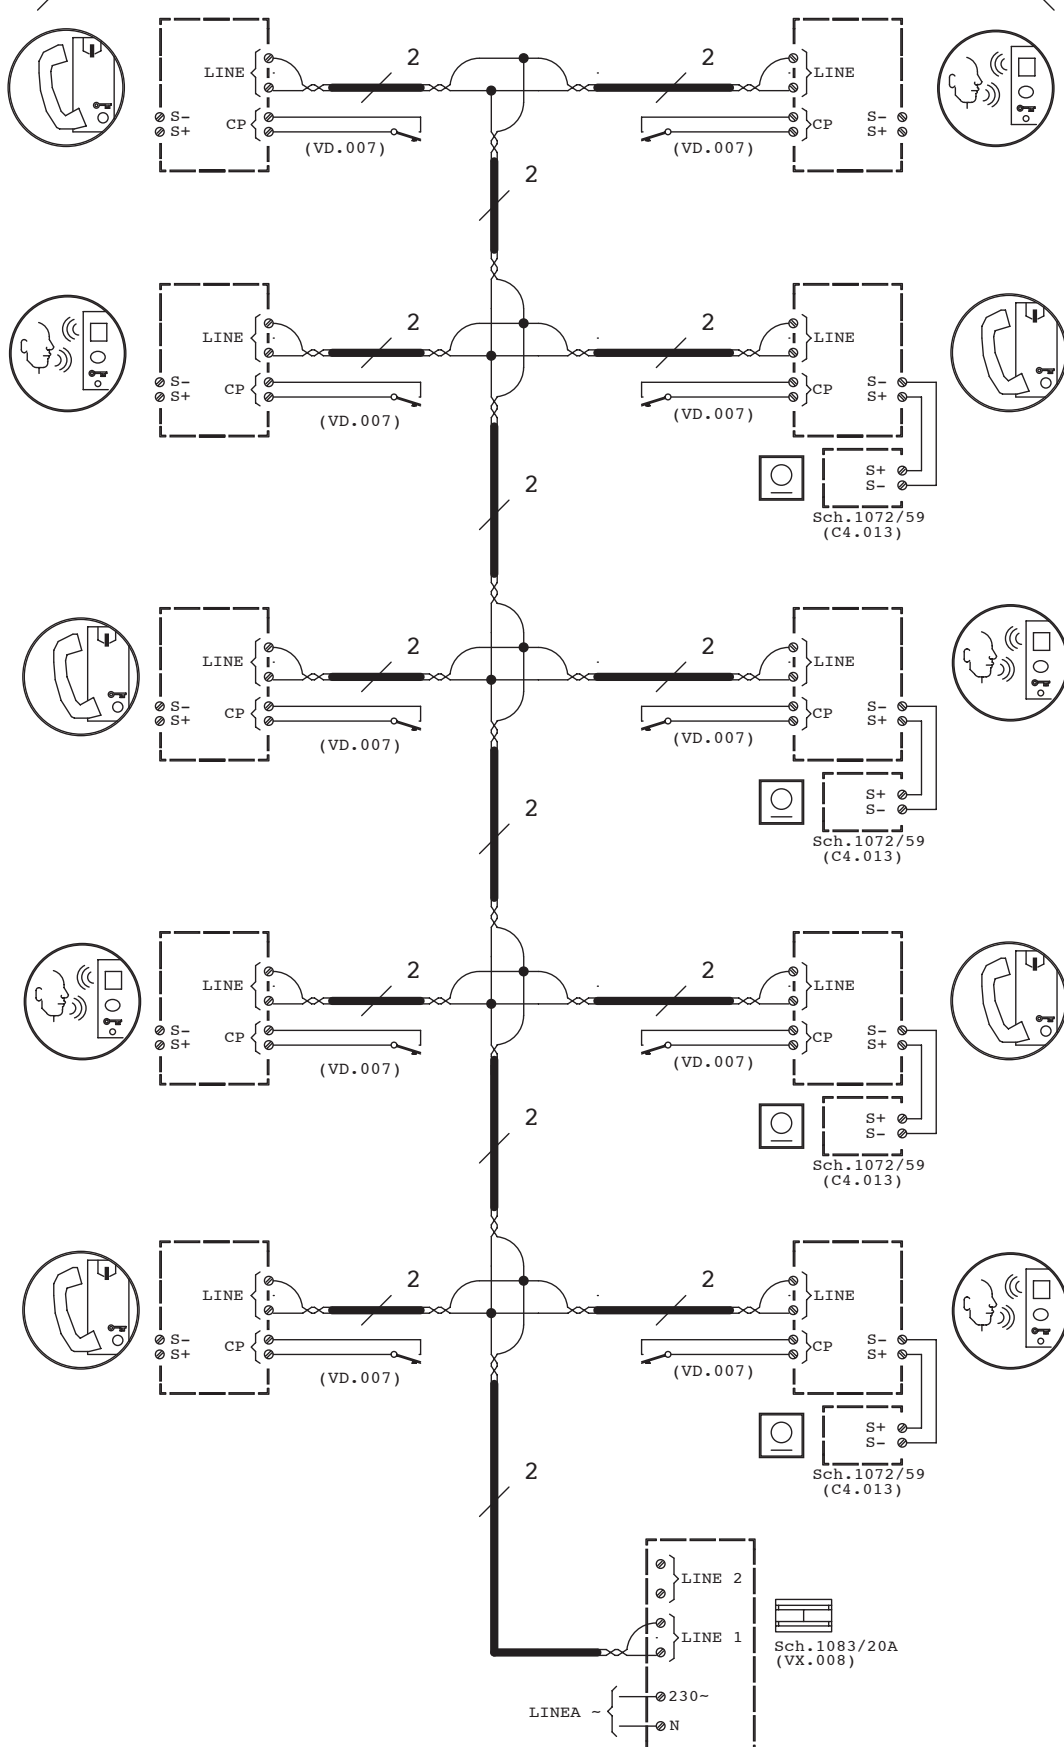 2 2
LINE LINE
S- CP CP S-
S+ S+
(VD.007) (VD.007)
2
2 2
LINE LINE
S- CP CP S-
S+ S+
(VD.007) (VD.007)
S+
2 S-
Sch.1072/59
(C4.013)
2 2
LINE LINE
S- CP CP S-
S+ S+
(VD.007) (VD.007)
S+
2 S-
Sch.1072/59
(C4.013)
2 2
LINE LINE
S- CP CP S-
S+ S+
(VD.007) (VD.007)
2 S+
S-
Sch.1072/59
(C4.013)
2 2
LINE LINE
S- CP CP S-
S+ S+
(VD.007) (VD.007)
S+
S-
2 Sch.1072/59
(C4.013)
LINE 2
LINE 1
Sch.1083/20A
(VX.008)
230~
LINEA ~
N